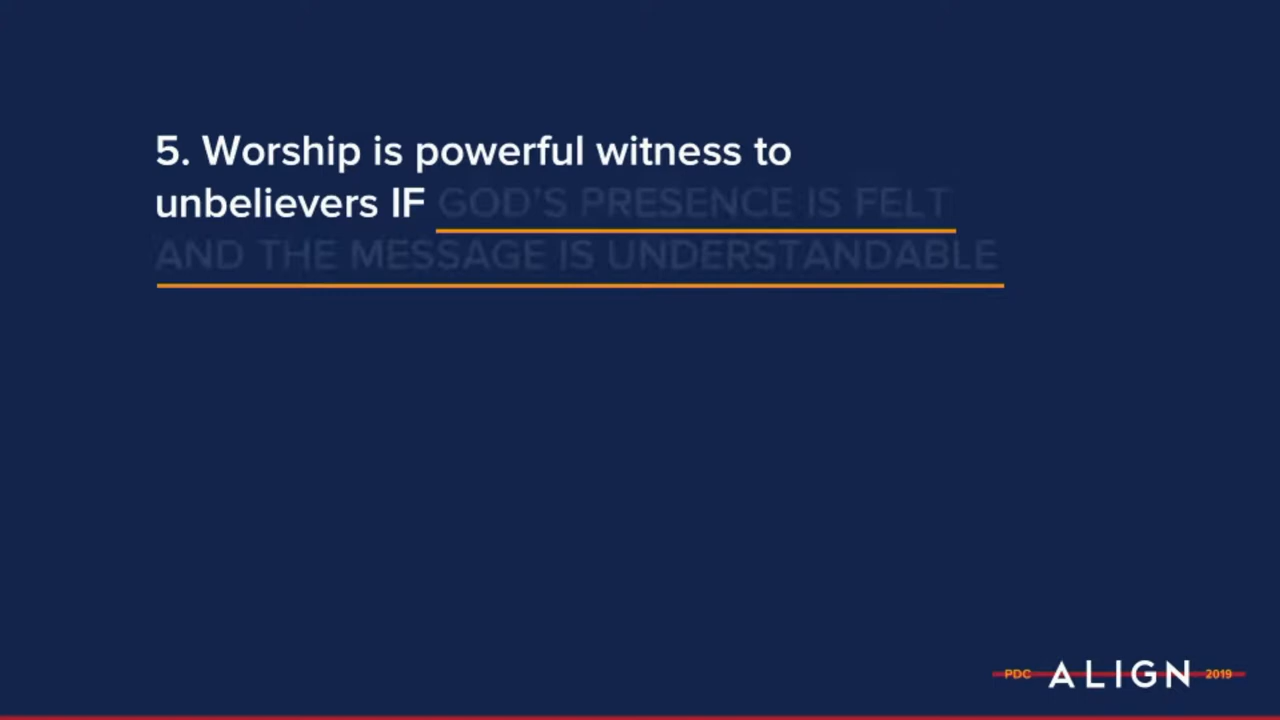 5. Worship is powerful witness to
unbelievers IF GOD'S PRESENCE IS FELT
AND THE MESSAGE IS UNDERSTANDABLE
PDC ALIGN 2019